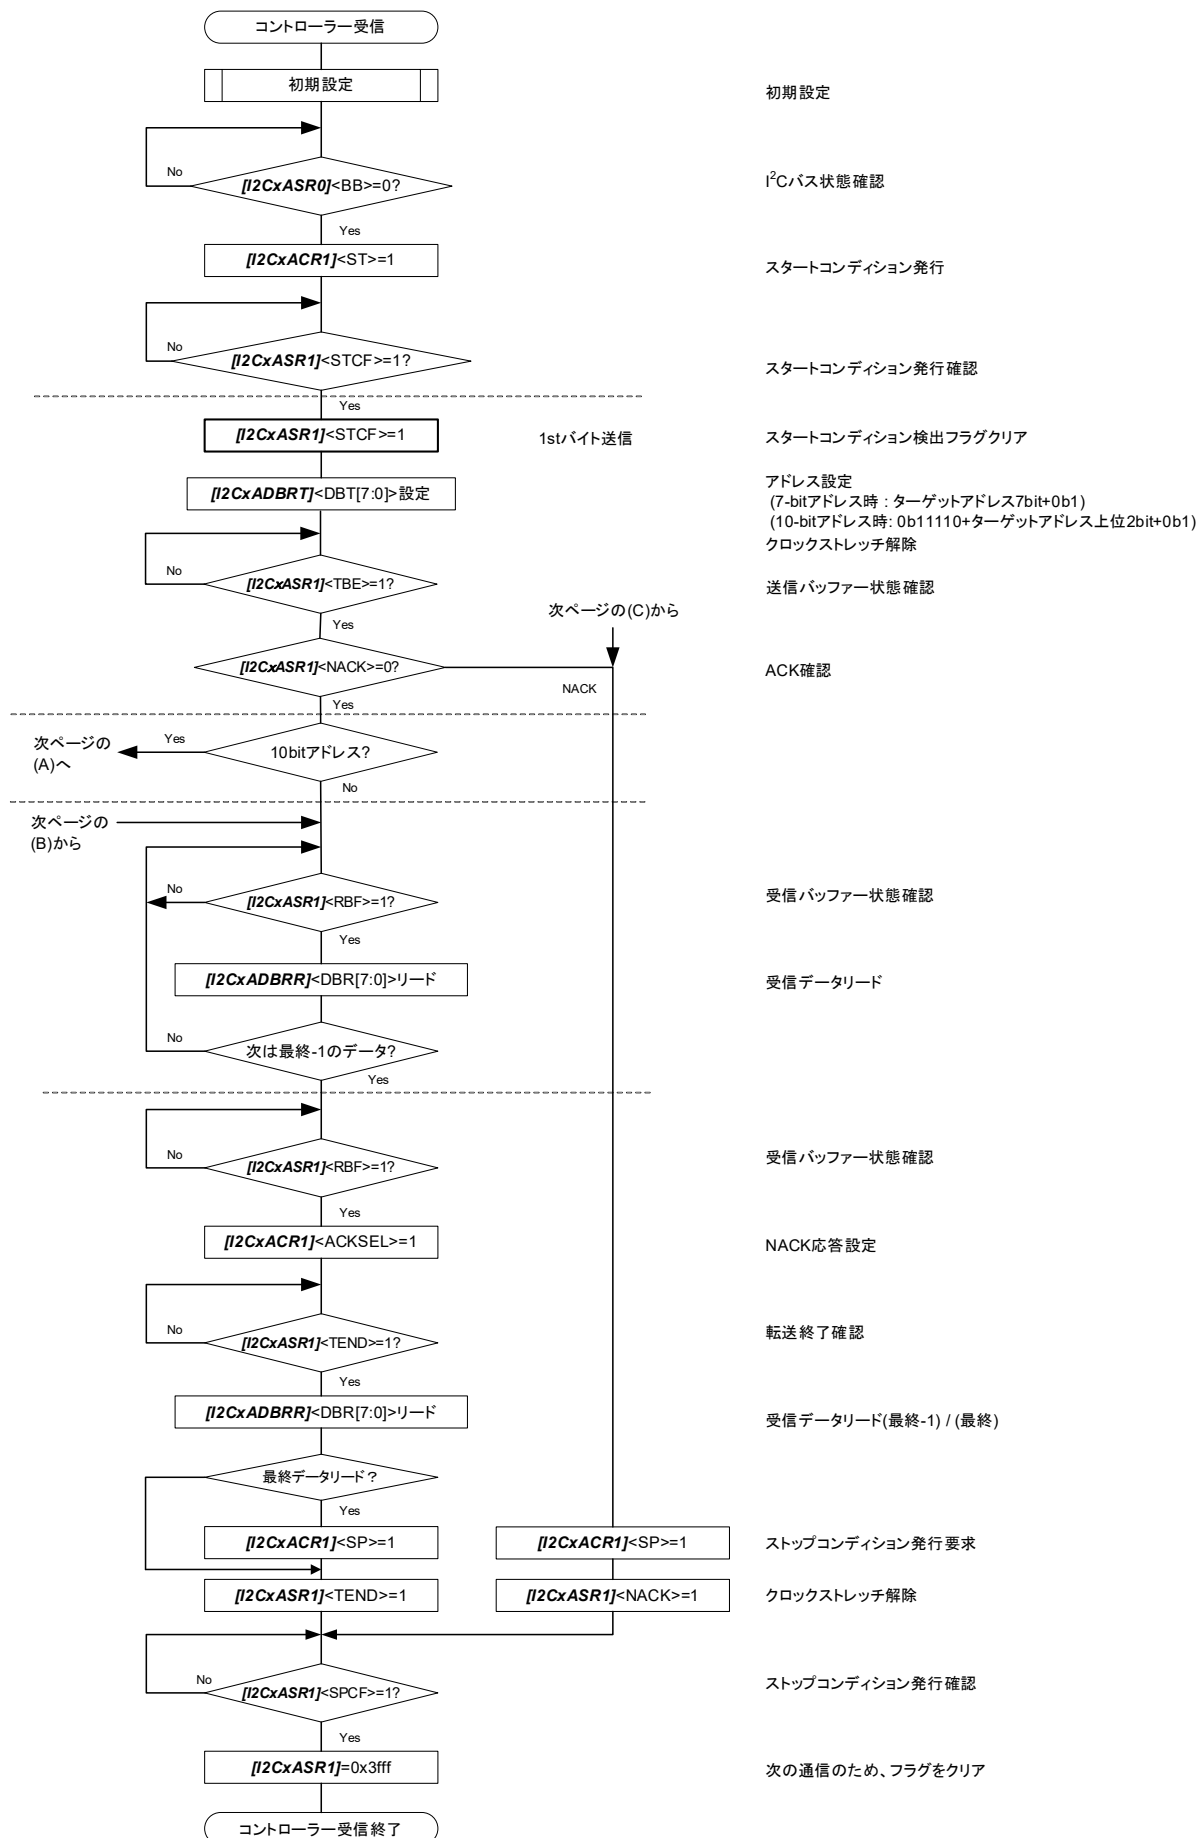 コントローラー受信
初期設定
初期設定
No
[I2CxASR0]<BB>=0?
I2Cバス状態確認
Yes
[I2CxACR1]<ST>=1
スタートコンディション発行
No
[I2CxASR1]<STCF>=1?
スタートコンディション発行確認
Yes
[I2CxASR1]<STCF>=1
1stバイト送信
スタートコンディション検出フラグクリア
[I2CxADBRT]<DBT[7:0]>設定
アドレス設定
(7-bitアドレス時 : ターゲットアドレス7bit+0b1)
(10-bitアドレス時: 0b11110+ターゲットアドレス上位2bit+0b1)
クロックストレッチ解除
No
[I2CxASR1]<TBE>=1?
送信バッファー状態確認
Yes
次ページの(C)から
[I2CxASR1]<NACK>=0?
ACK確認
NACK
Yes
次ページの
(A)へ
Yes
10bitアドレス?
No
次ページの
(B)から
No
[I2CxASR1]<RBF>=1?
受信バッファー状態確認
Yes
[I2CxADBRR]<DBR[7:0]>リード
受信データリード
No
次は最終-1のデータ?
Yes
No
[I2CxASR1]<RBF>=1?
受信バッファー状態確認
Yes
[I2CxACR1]<ACKSEL>=1
NACK応答設定
No
[I2CxASR1]<TEND>=1?
転送終了確認
Yes
[I2CxADBRR]<DBR[7:0]>リード
受信データリード(最終-1) / (最終)
最終データリード?
Yes
[I2CxACR1]<SP>=1
[I2CxACR1]<SP>=1
ストップコンディション発行要求
[I2CxASR1]<TEND>=1
[I2CxASR1]<NACK>=1
クロックストレッチ解除
No
[I2CxASR1]<SPCF>=1?
ストップコンディション発行確認
Yes
[I2CxASR1]=0x3fff
次の通信のため、フラグをクリア
コントローラー受信終了